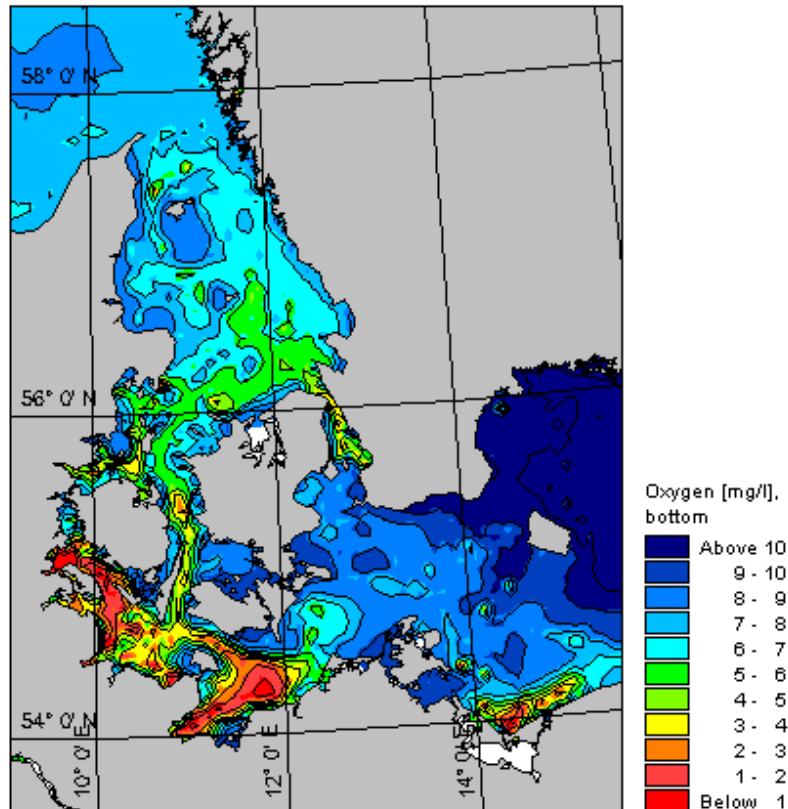 58° 0' N
56° 0' N
54° 0' N
10° 0' E
12° 0' E
14° 0' E
Oxygen [mg/l],
bottom
Above 10
9 - 10
8 - 9
7 - 8
6 - 7
5 - 6
4 - 5
3 - 4
2 - 3
1 - 2
Below 1